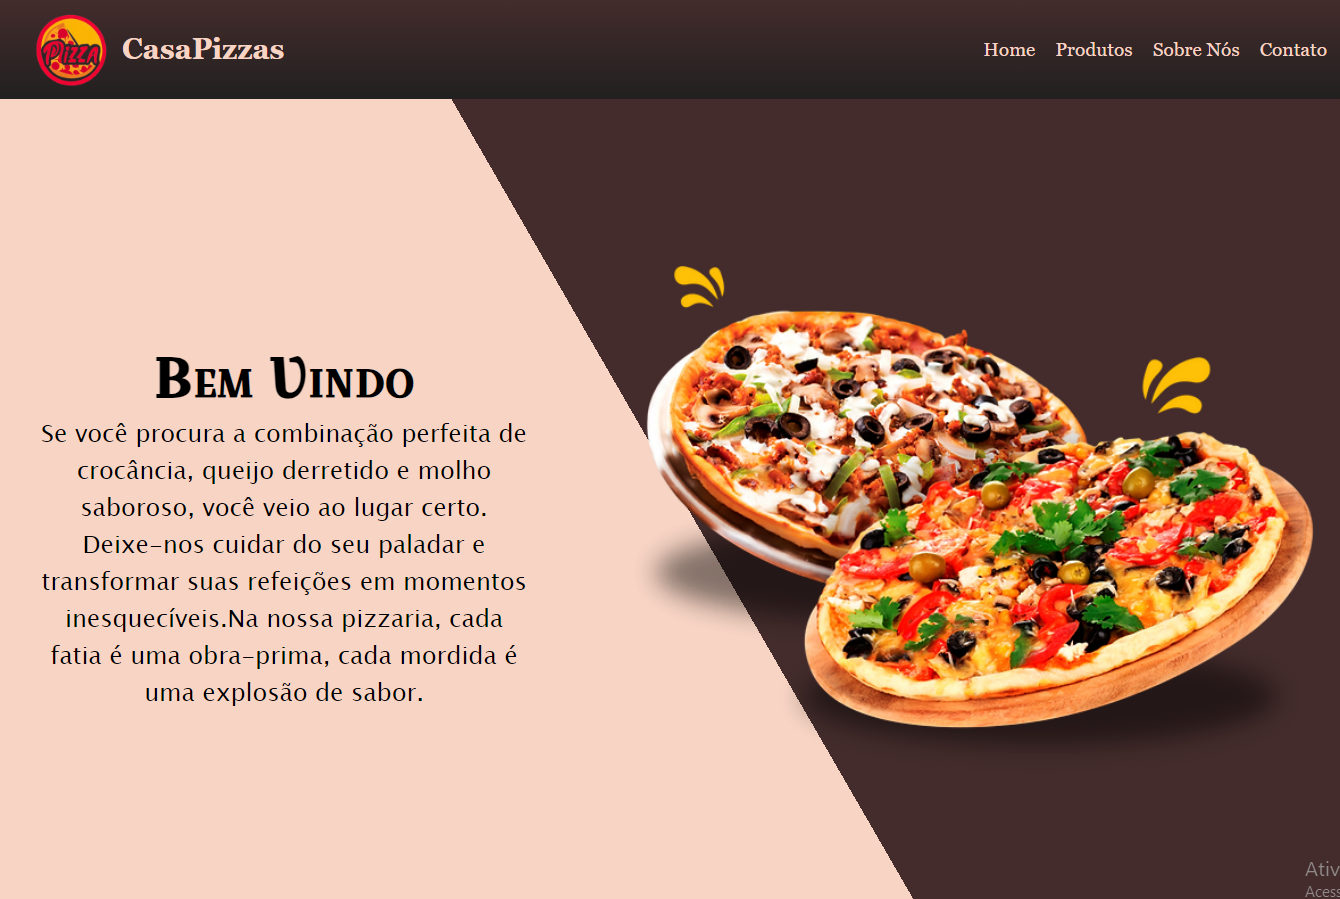 Pizza
CasaPizzas
Home Produtos Sobre Nós Contato
Bem Vindo
Se você procura a combinação perfeita de
crocância, queijo derretido e molho
saboroso, você veio ao lugar certo.
Deixe-nos cuidar do seu paladar e
transformar suas refeições em momentos
inesquecíveis.Na nossa pizzaria, cada
fatia é uma obra-prima, cada mordida é
uma explosão de sabor.
Ativ
Aces